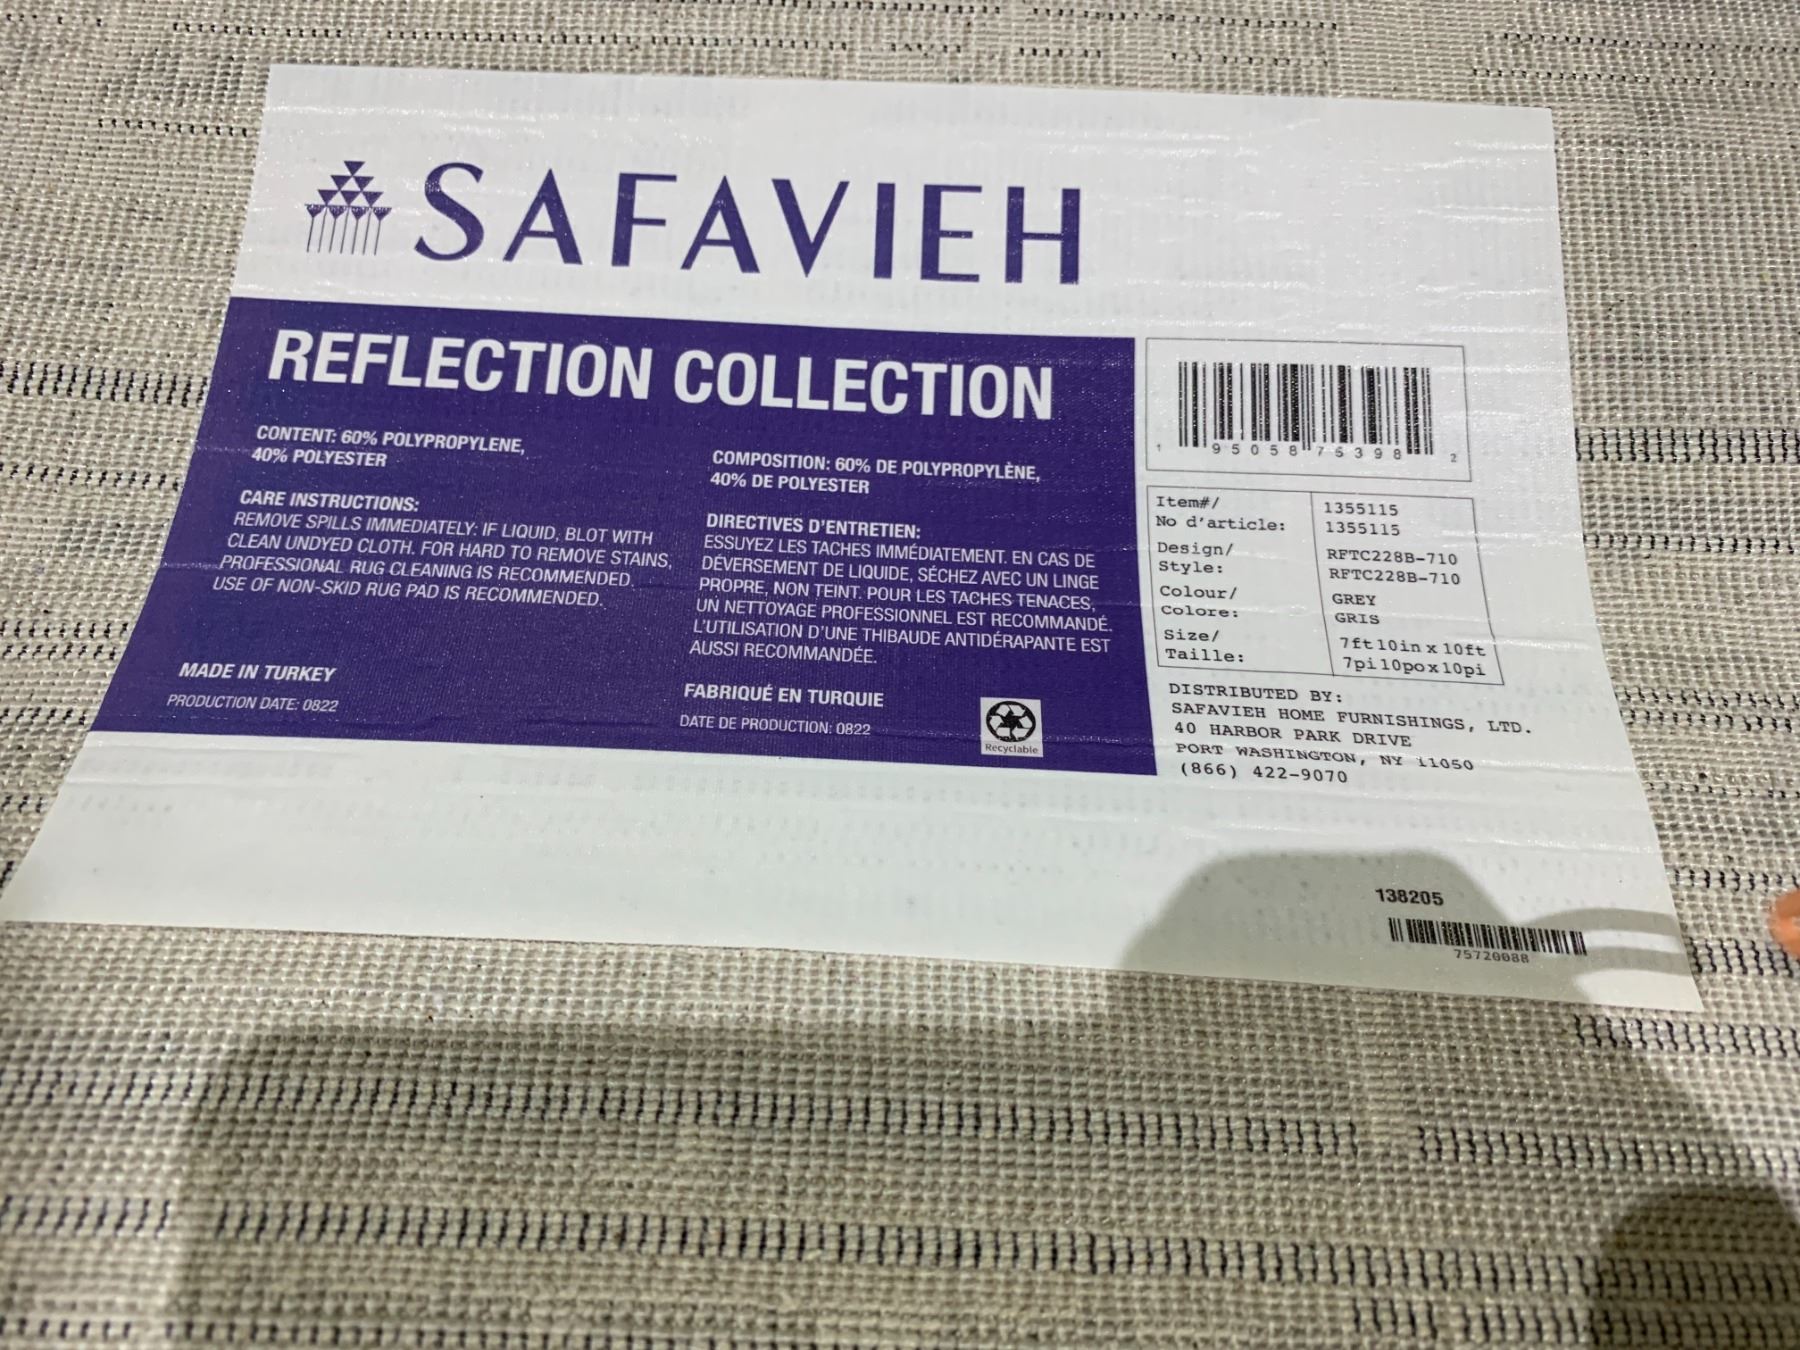 SAFAVIEH
REFLECTION COLLECTION
CONTENT: 60% POLYPROPYLENE,
40% POLYESTER
CARE INSTRUCTIONS:
REMOVE SPILLS IMMEDIATELY: IF LIQUID, BLOT WITH
CLEAN UNDYED CLOTH. FOR HARD TO REMOVE STAINS,
PROFESSIONAL RUG CLEANING IS RECOMMENDED.
USE OF NON-SKID RUG PAD IS RECOMMENDED.
MADE IN TURKEY
PRODUCTION DATE: 0822
COMPOSITION: 60% DE POLYPROPYLÈNE,
40% DE POLYESTER
DIRECTIVES D'ENTRETIEN:
ESSUYEZ LES TACHES IMMÉDIATEMENT. EN CAS DE
DÉVERSEMENT DE LIQUIDE, SÉCHEZ AVEC UN LINGE
PROPRE, NON TEINT. POUR LES TACHES TENACES,
UN NETTOYAGE PROFESSIONNEL EST RECOMMANDÉ.
L'UTILISATION D'UNE THIBAUDE ANTIDÉRAPANTE EST
AUSSI RECOMMANDÉE.
FABRIQUÉ EN TURQUIE
DATE DE PRODUCTION: 0822
Recyclable
1 95058 76398 2
Item#/ 1355115
No d'article: 1355115
Design/ RFTC228B-710
Style: RFTC228B-710
Colour/ GREY
Colore: GRIS
Size/ 7ft10in x 10ft
Taille: 7pi10pox10pi
DISTRIBUTED BY:
SAFAVIEH HOME FURNISHINGS, LTD.
40 HARBOR PARK DRIVE
PORT WASHINGTON, NY 11050
(866) 422-9070
138205
75720088